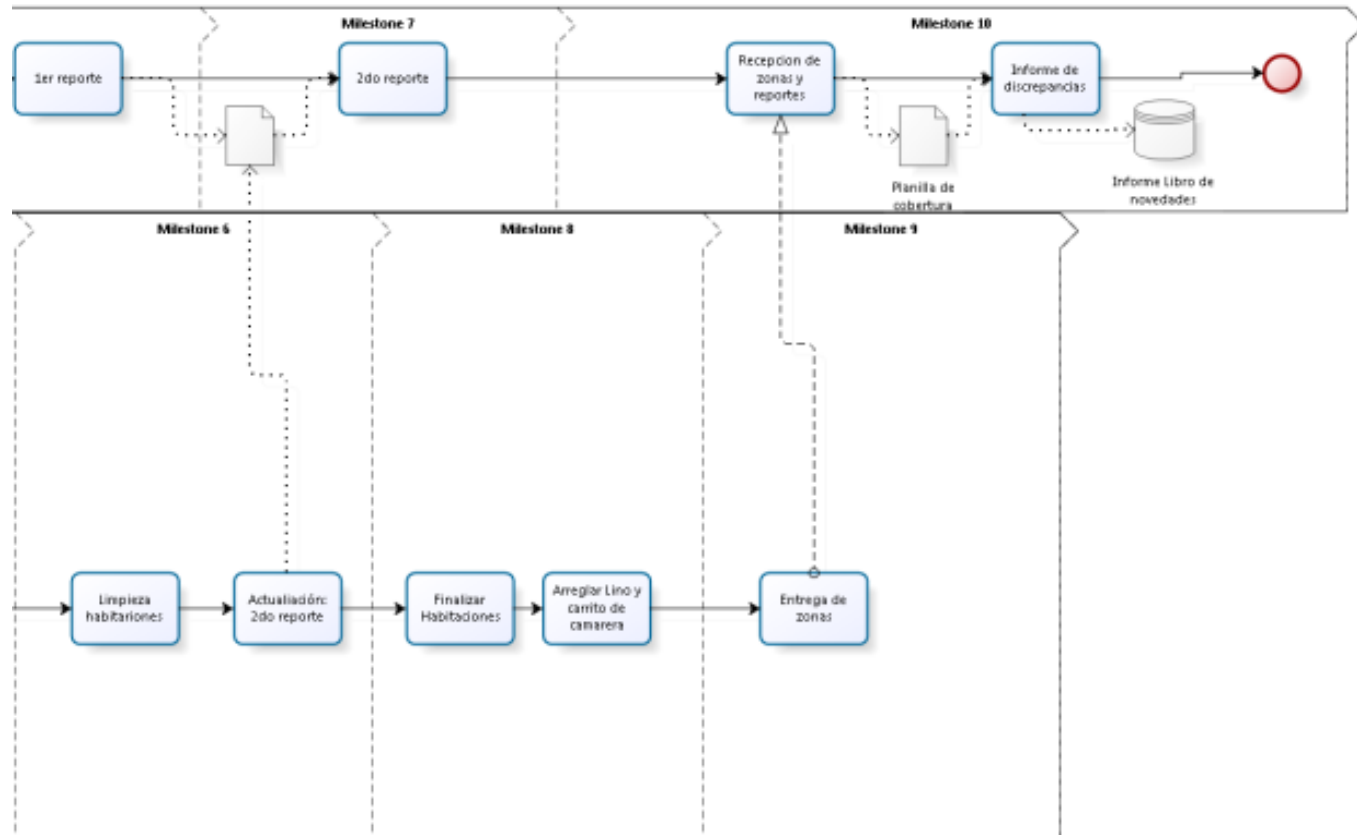 Milestone 7
Milestone 10
1er reporte
2do reporte
Recepcion de
zonas y
reportes
Informe de
discrepancias
Planilla de
cobertura
Informe Libro de
novedades
Milestone 6
Milestone 8
Milestone 9
Limpieza
habitariones
Actualiación:
2do reporte
Finalizar
Habitaciones
Arreglar Lino y
carrito de
camarera
Entrega de
zonas